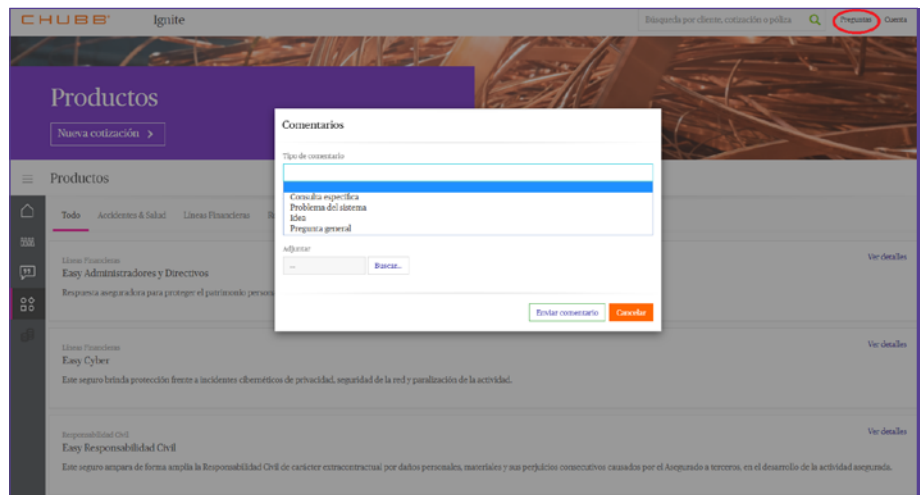 CHUBB Ignite Búsqueda por cliente, cotización o póliza Preguntas Cuenta
Productos
Nueva cotización >
Comentarios
Tipo de comentario
Consulta específica
Problema del sistema
Idea
Pregunta general
Adjuntar
... Buscar...
Enviar comentario Cancelar
Productos
Todo Accidentes & Salud Líneas Financieras
Líneas Financieras Ver detalles
Easy Administradores y Directivos
Respuesta aseguradora para proteger el patrimonio person
Líneas Financieras Ver detalles
Easy Cyber
Este seguro brinda protección frente a incidentes cibernéticos de privacidad, seguridad de la red y paralización de la actividad.
Responsabilidad Civil Ver detalles
Easy Responsabilidad Civil
Este seguro ampara de forma amplia la Responsabilidad Civil de carácter extracontractual por daños personales, materiales y sus perjuicios consecutivos causados por el Asegurado a terceros, en el desarrollo de la actividad asegurada.